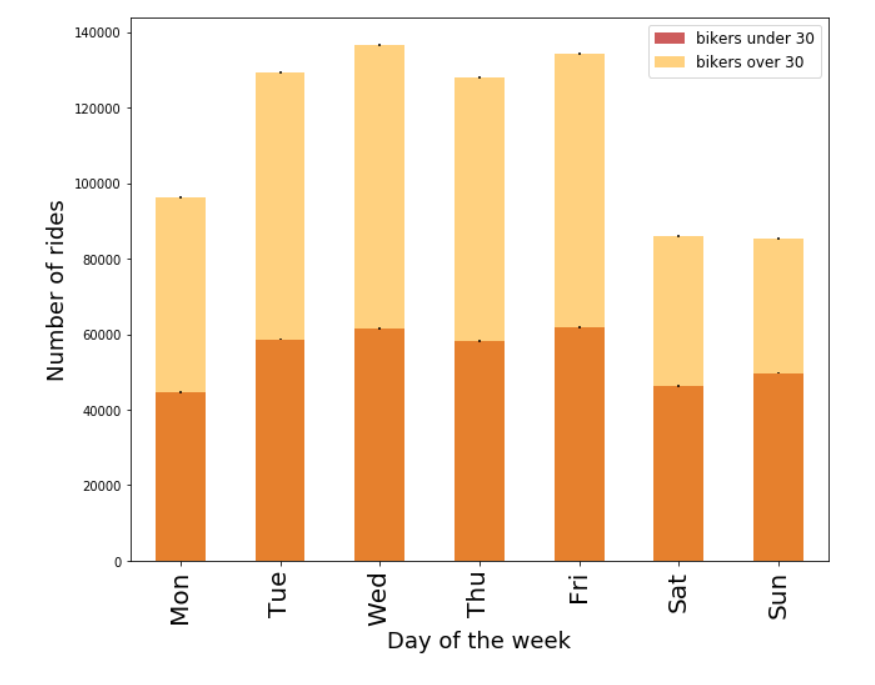 140000
120000
100000
80000
60000
40000
20000
0
Number of rides
bikers under 30
bikers over 30
Mon
Tue
Wed
Thu
Fri
Sat
Sun
Day of the week